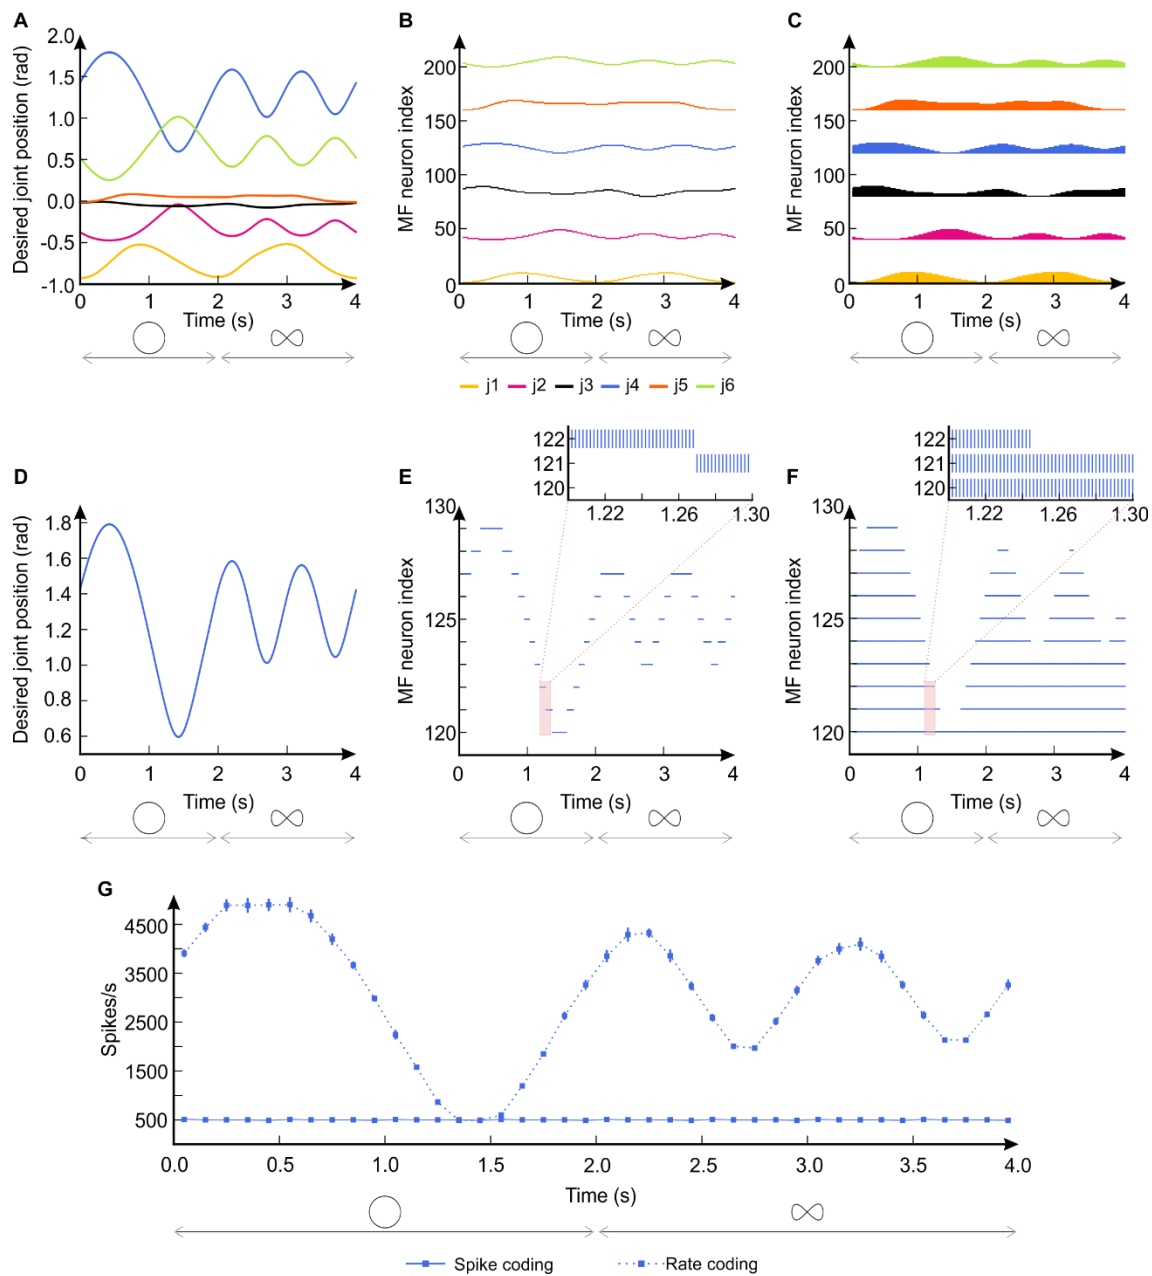 A
B
C
Desired joint position (rad)
2.0
1.5
1.0
0.5
0.0
-0.5
-1.0
0 1 2 3 4
Time (s)
MF neuron index
200
150
100
50
0
0 1 2 3 4
Time (s)
MF neuron index
200
150
100
50
0
0 1 2 3 4
Time (s)
j1 j2 j3 j4 j5 j6
D
Desired joint position (rad)
1.8
1.6
1.4
1.2
1.0
0.8
0.6
0 1 2 3 4
Time (s)
E
122
121
120
1.22 1.26 1.30
MF neuron index
130
125
120
0 1 2 3 4
Time (s)
F
122
121
120
1.22 1.26 1.30
MF neuron index
130
125
120
0 1 2 3 4
Time (s)
G
Spikes/s
4500
3500
2500
1500
500
0.0 0.5 1.0 1.5 2.0 2.5 3.0 3.5 4.0
Time (s)
Spike coding
Rate coding